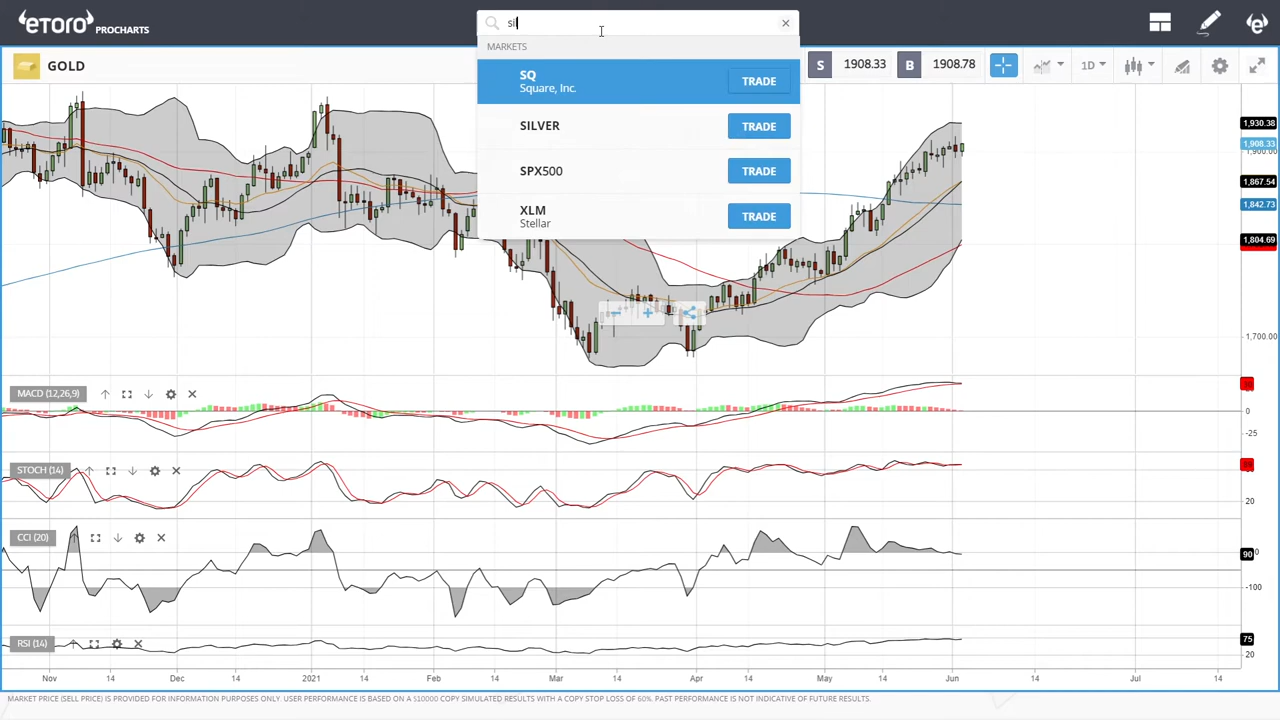 eTORO PROCHARTS
sil
MARKETS
SQ
Square, Inc.
TRADE
SILVER
TRADE
SPX500
TRADE
XLM
Stellar
TRADE
GOLD
S 1908.33 B 1908.78 1D
1,930.38
1,908.33
1,900.00
1,867.54
1,842.73
1,804.69
1,700.00
MACD (12,26,9)
0
-25
STOCH (14)
20
CCI (20)
90
-100
RSI (14)
75
20
Nov 14 Dec 14 2021 14 Feb 14 Mar 14 Apr 14 May 14 Jun 14 Jul 14
MARKET PRICE (SELL PRICE) IS PROVIDED FOR INFORMATION PURPOSES ONLY. USER PERFORMANCE IS BASED ON A $10000 COPY SIMULATED RESULTS WITH A COPY STOP LOSS OF 60%. PAST PERFORMANCE IS NOT INDICATIVE OF FUTURE RESULTS.